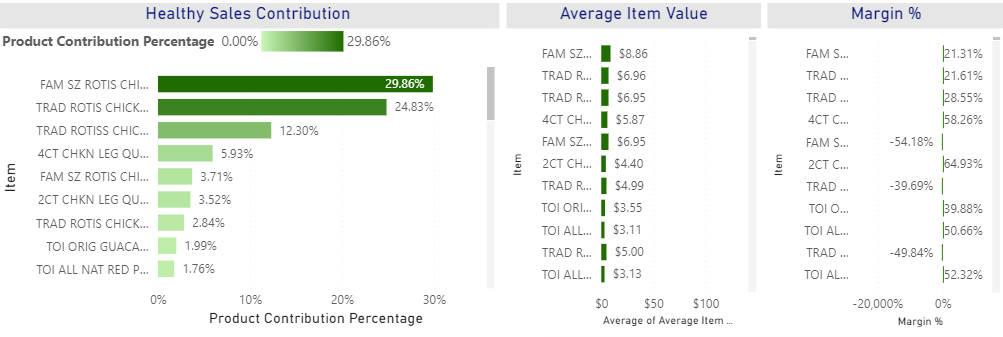 Healthy Sales Contribution
Product Contribution Percentage 0.00% 29.86%
Item
FAM SZ ROTIS CHI... 29.86%
TRAD ROTIS CHICK... 24.83%
TRAD ROTISS CHIC... 12.30%
4CT CHKN LEG QU... 5.93%
FAM SZ ROTIS CHI... 3.71%
2CT CHKN LEG QU... 3.52%
TRAD ROTIS CHICK... 2.84%
TOI ORIG GUACA... 1.99%
TOI ALL NAT RED P... 1.76%
0% 10% 20% 30%
Product Contribution Percentage
Average Item Value
Item
FAM SZ... $8.86
TRAD R... $6.96
TRAD R... $6.95
4CT CH... $5.87
FAM SZ... $6.95
2CT CH... $4.40
TRAD R... $4.99
TOI ORI... $3.55
TOI ALL... $3.11
TRAD R... $5.00
TOI ALL... $3.13
$0 $50 $100
Average of Average Item ...
Margin %
Item
FAM S... 21.31%
TRAD ... 21.61%
TRAD ... 28.55%
4CT C... 58.26%
FAM S... -54.18%
2CT C... 64.93%
TRAD ... -39.69%
TOI O... 39.88%
TOI AL... 50.66%
TRAD ... -49.84%
TOI AL... 52.32%
-20,000% 0%
Margin %